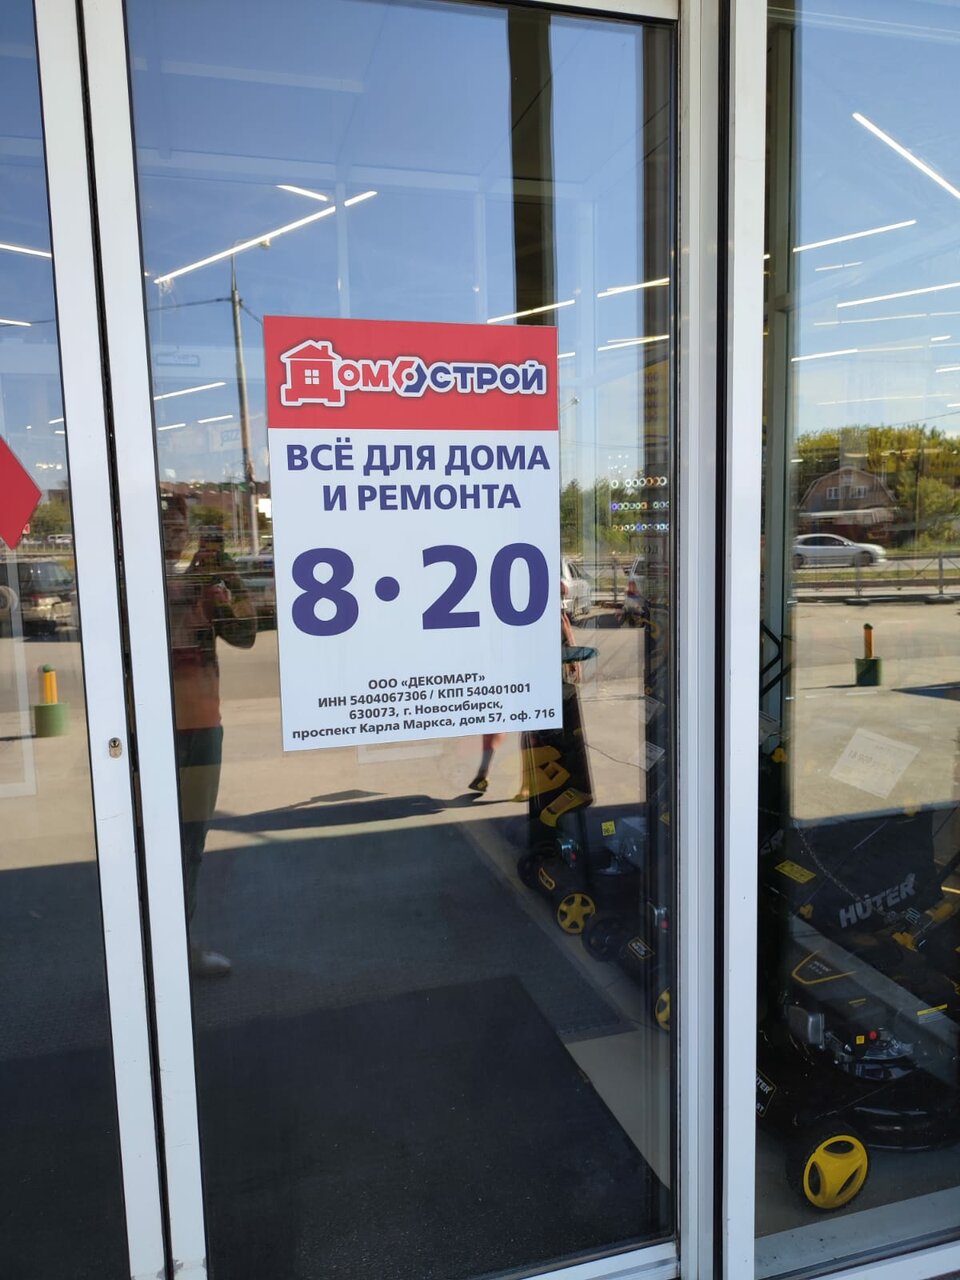 ДОМОСТРОЙ
ВСЁ ДЛЯ ДОМА
И РЕМОНТА
8•20
ООО «ДЕКОМАРТ»
ИНН 5404067306 / КПП 540401001
630073, г. Новосибирск,
проспект Карла Маркса, дом 57, оф. 716
HÜTER